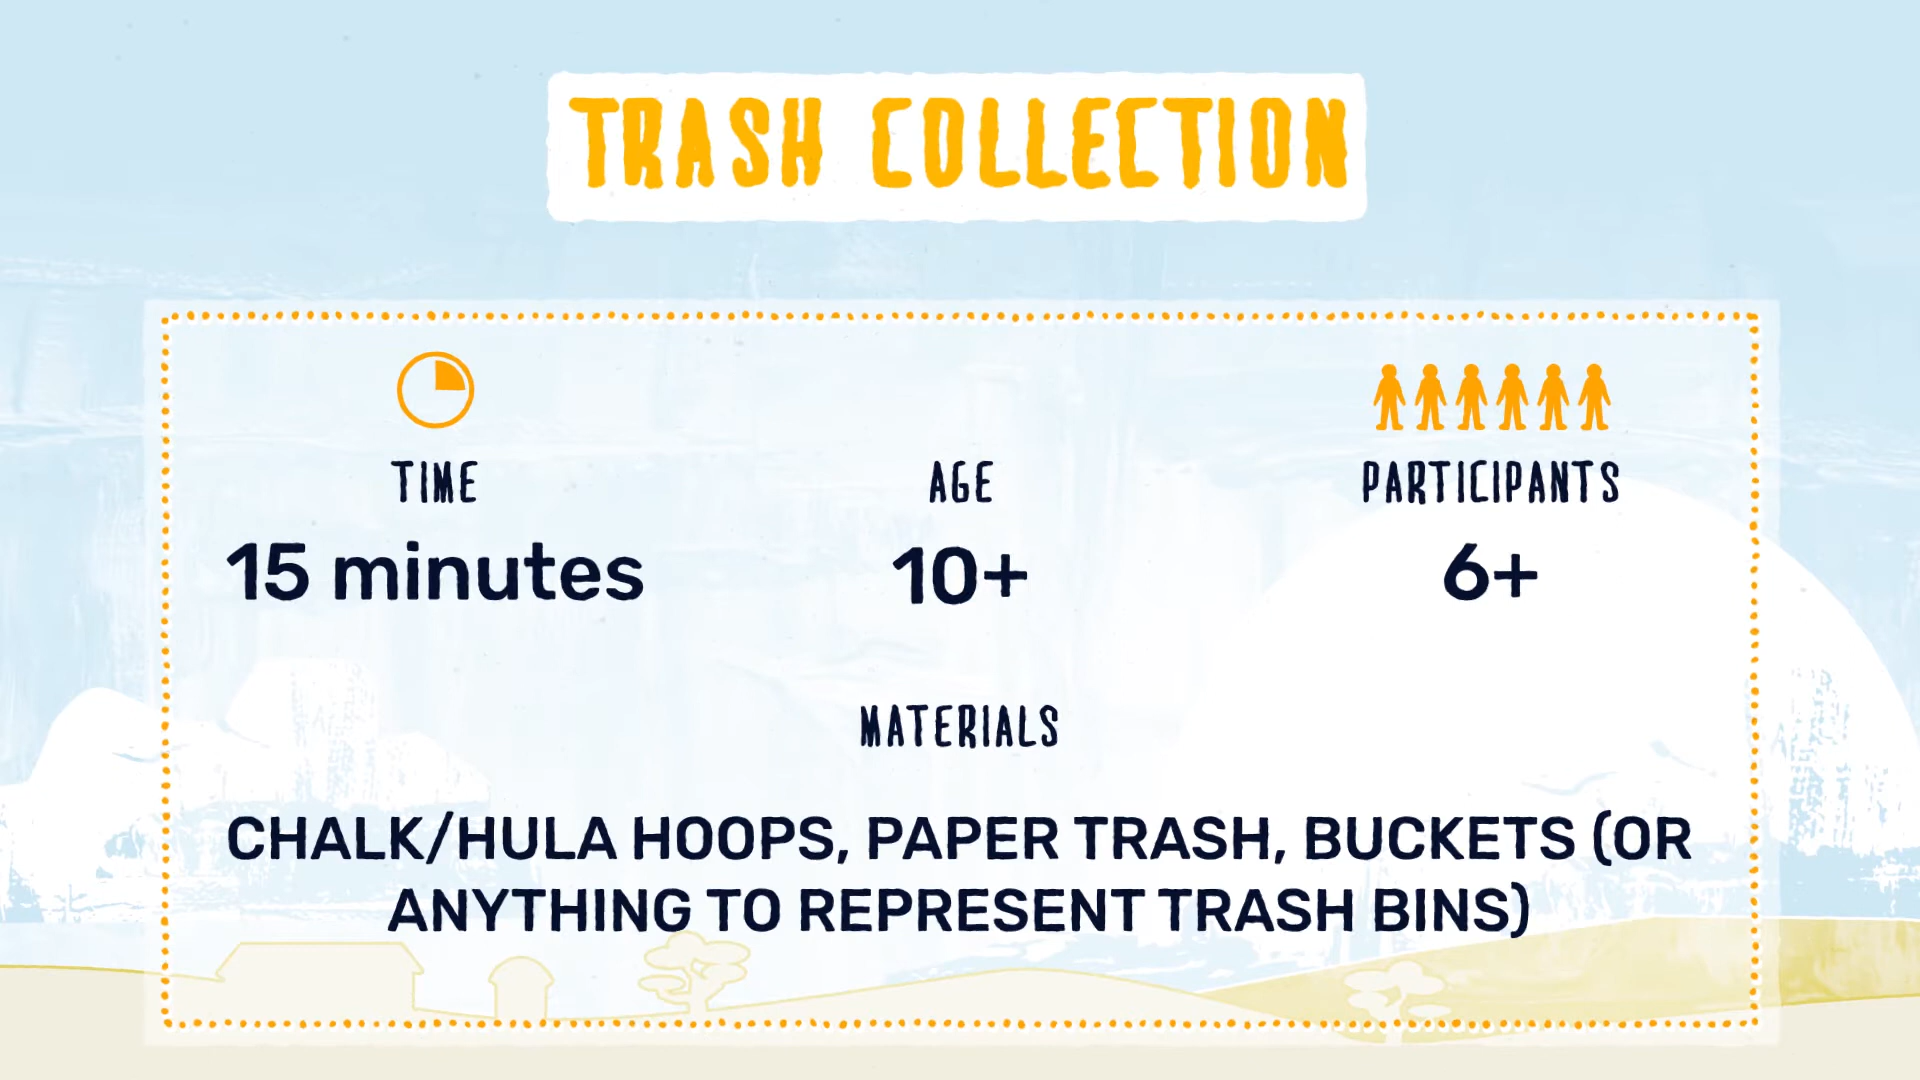 TRASH COLLECTION
TIME
15 minutes
AGE
10+
PARTICIPANTS
6+
MATERIALS
CHALK/HULA HOOPS, PAPER TRASH, BUCKETS (OR
ANYTHING TO REPRESENT TRASH BINS)